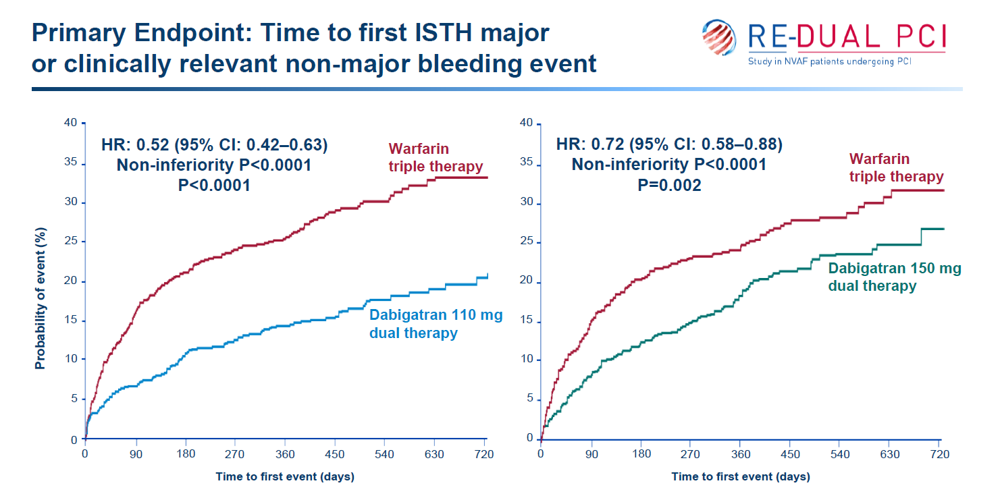 Primary Endpoint: Time to first ISTH major
or clinically relevant non-major bleeding event
RE-DUAL PCI
Study in NVAF patients undergoing PCI
Probability of event (%)
40
35
30
25
20
15
10
5
0
HR: 0.52 (95% CI: 0.42–0.63)
Non-inferiority P<0.0001
P<0.0001
Warfarin
triple therapy
Dabigatran 110 mg
dual therapy
0 90 180 270 360 450 540 630 720
Time to first event (days)
40
35
30
25
20
15
10
5
0
HR: 0.72 (95% CI: 0.58–0.88)
Non-inferiority P<0.0001
P=0.002
Warfarin
triple therapy
Dabigatran 150 mg
dual therapy
0 90 180 270 360 450 540 630 720
Time to first event (days)